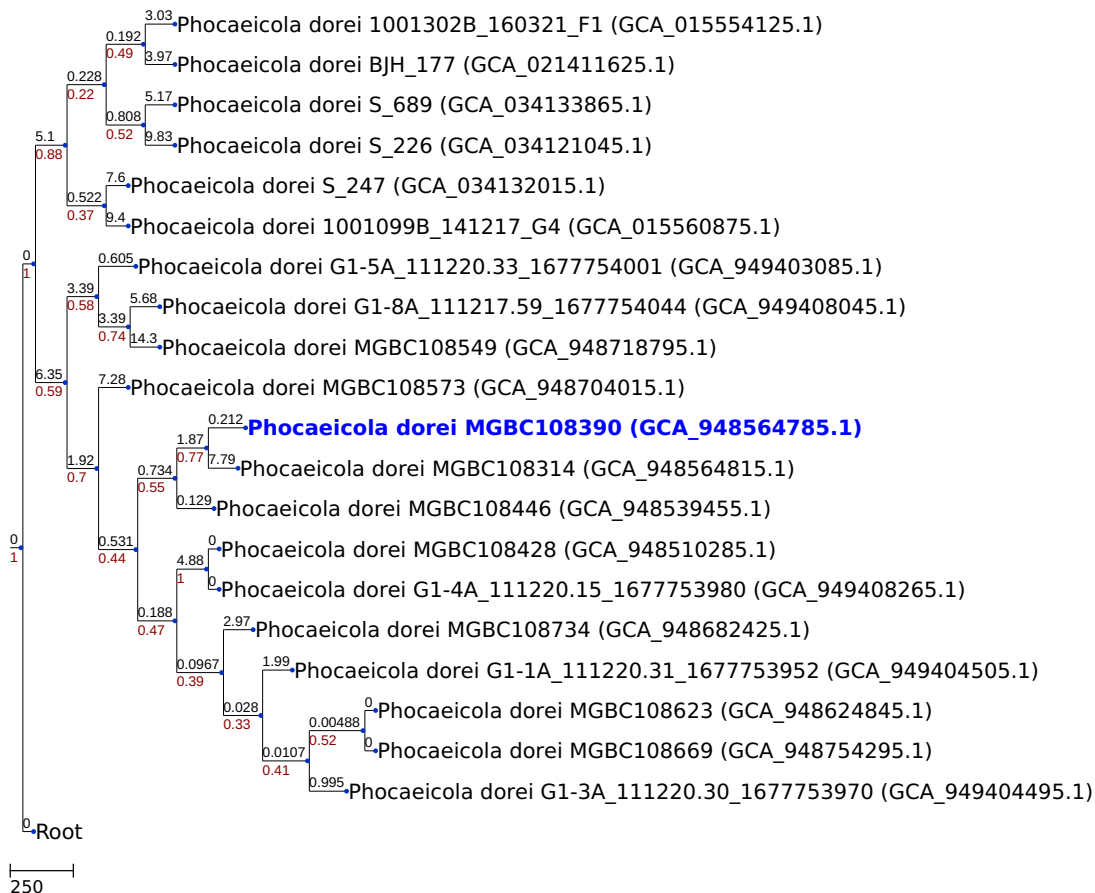 3.03
Phocaeicola dorei 1001302B_160321_F1 (GCA_015554125.1)
0.192
0.49
3.97
Phocaeicola dorei BJH_177 (GCA_021411625.1)
0.228
0.22
5.17
Phocaeicola dorei S_689 (GCA_034133865.1)
0.808
0.52
9.83
Phocaeicola dorei S_226 (GCA_034121045.1)
5.1
0.88
7.6
Phocaeicola dorei S_247 (GCA_034132015.1)
0.522
0.37
9.4
Phocaeicola dorei 1001099B_141217_G4 (GCA_015560875.1)
0
1
0.605
Phocaeicola dorei G1-5A_111220.33_1677754001 (GCA_949403085.1)
3.39
0.58
5.68
Phocaeicola dorei G1-8A_111217.59_1677754044 (GCA_949408045.1)
3.39
0.74
14.3
Phocaeicola dorei MGBC108549 (GCA_948718795.1)
6.35
0.59
7.28
Phocaeicola dorei MGBC108573 (GCA_948704015.1)
0.212
Phocaeicola dorei MGBC108390 (GCA_948564785.1)
1.87
0.77
7.79
Phocaeicola dorei MGBC108314 (GCA_948564815.1)
1.92
0.7
0.734
0.55
0.129
Phocaeicola dorei MGBC108446 (GCA_948539455.1)
0
1
0.531
0.44
0
Phocaeicola dorei MGBC108428 (GCA_948510285.1)
4.88
1
0
Phocaeicola dorei G1-4A_111220.15_1677753980 (GCA_949408265.1)
0.188
0.47
2.97
Phocaeicola dorei MGBC108734 (GCA_948682425.1)
0.0967
0.39
1.99
Phocaeicola dorei G1-1A_111220.31_1677753952 (GCA_949404505.1)
0.028
0.33
0
Phocaeicola dorei MGBC108623 (GCA_948624845.1)
0.00488
0.52
0
Phocaeicola dorei MGBC108669 (GCA_948754295.1)
0.0107
0.41
0.995
Phocaeicola dorei G1-3A_111220.30_1677753970 (GCA_949404495.1)
0
Root
250